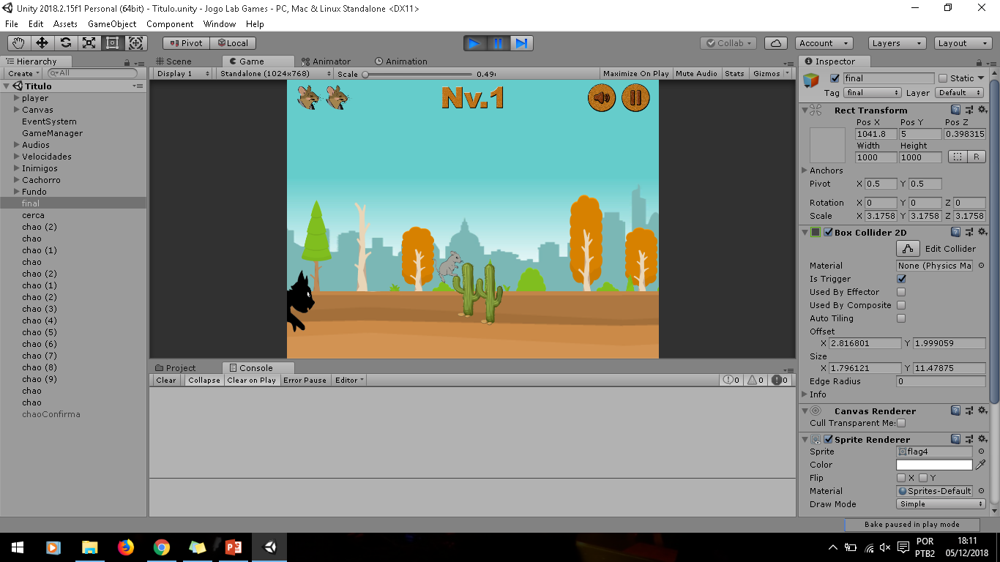 Unity 2018.2.15f1 Personal (64bit) - Titulo.unity - Jogo Lab Games - PC, Mac & Linux Standalone <DX11>
File Edit Assets GameObject Component Window Help
Pivot Local Collab Account Layers Layout
Hierarchy
Create All
Titulo
player
Canvas
EventSystem
GameManager
Audios
Velocidades
Inimigos
Cachorro
Fundo
final
cerca
chao (2)
chao
chao (1)
chao
chao (2)
chao (1)
chao (2)
chao (3)
chao (4)
chao (5)
chao (6)
chao (7)
chao (8)
chao (9)
chao
chao
chaoConfirma
Scene Game Animator Animation
Display 1 Standalone (1024x768) Scale 0.49 Maximize On Play Mute Audio Stats Gizmos
Nv.1
Project Console
Clear Collapse Clear on Play Error Pause Editor 0 0 0
Inspector
final Static
Tag final Layer Default
Rect Transform
Pos X Pos Y Pos Z
1041.8 5 0.398315
Width Height
1000 1000 R
Anchors
Pivot X 0.5 Y 0.5
Rotation X 0 Y 0 Z 0
Scale X 3.1758 Y 3.1758 Z 3.1758
Box Collider 2D
Edit Collider
Material None (Physics Ma
Is Trigger
Used By Effector
Used By Composite
Auto Tiling
Offset
X 2.816801 Y 1.999059
Size
X 1.796121 Y 11.47875
Edge Radius 0
Info
Canvas Renderer
Cull Transparent Me:
Sprite Renderer
Sprite flag4
Color
Flip X Y
Material Sprites-Default
Draw Mode Simple
Bake paused in play mode
POR
PTB2
18:11
05/12/2018